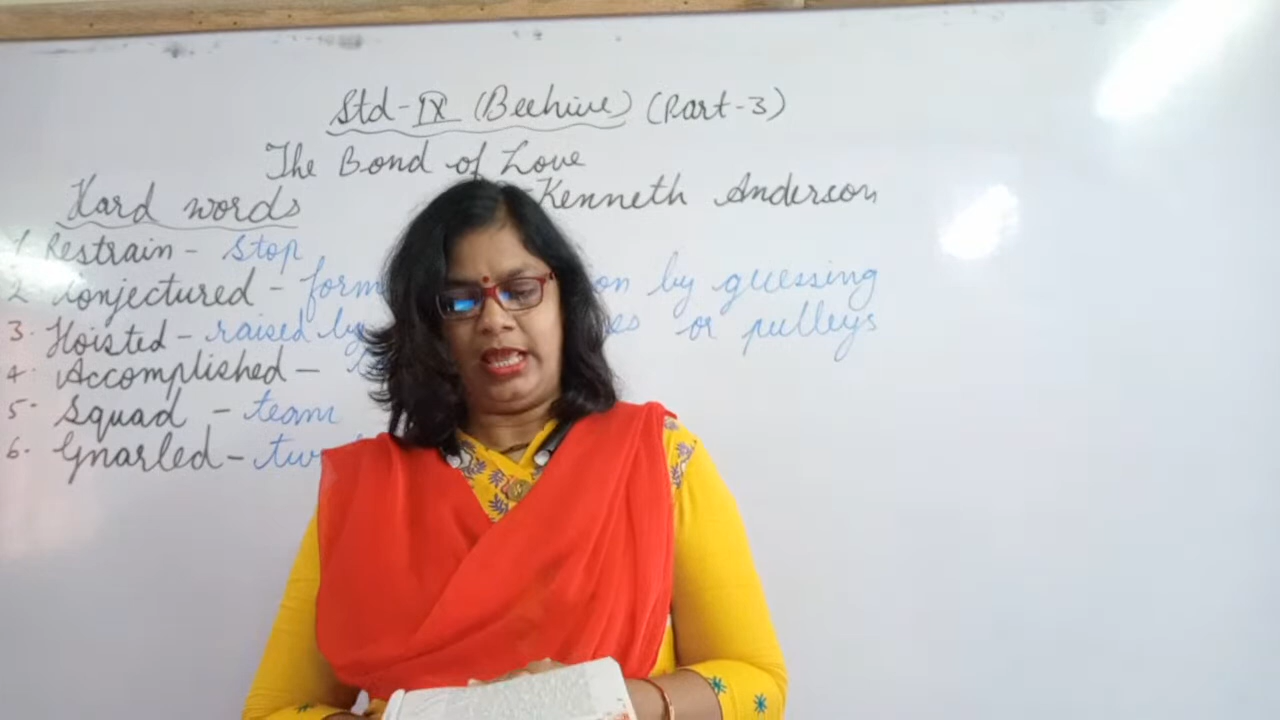 Std-IX (Beehive) (Part-3)
The Bond of Love
Kenneth Anderson
Hard words
1. Restrain - stop
2. Conjectured - form by guessing
3. Hoisted - raised by or pulleys
4. Accomplished -
5. Squad - team
6. Gnarled -